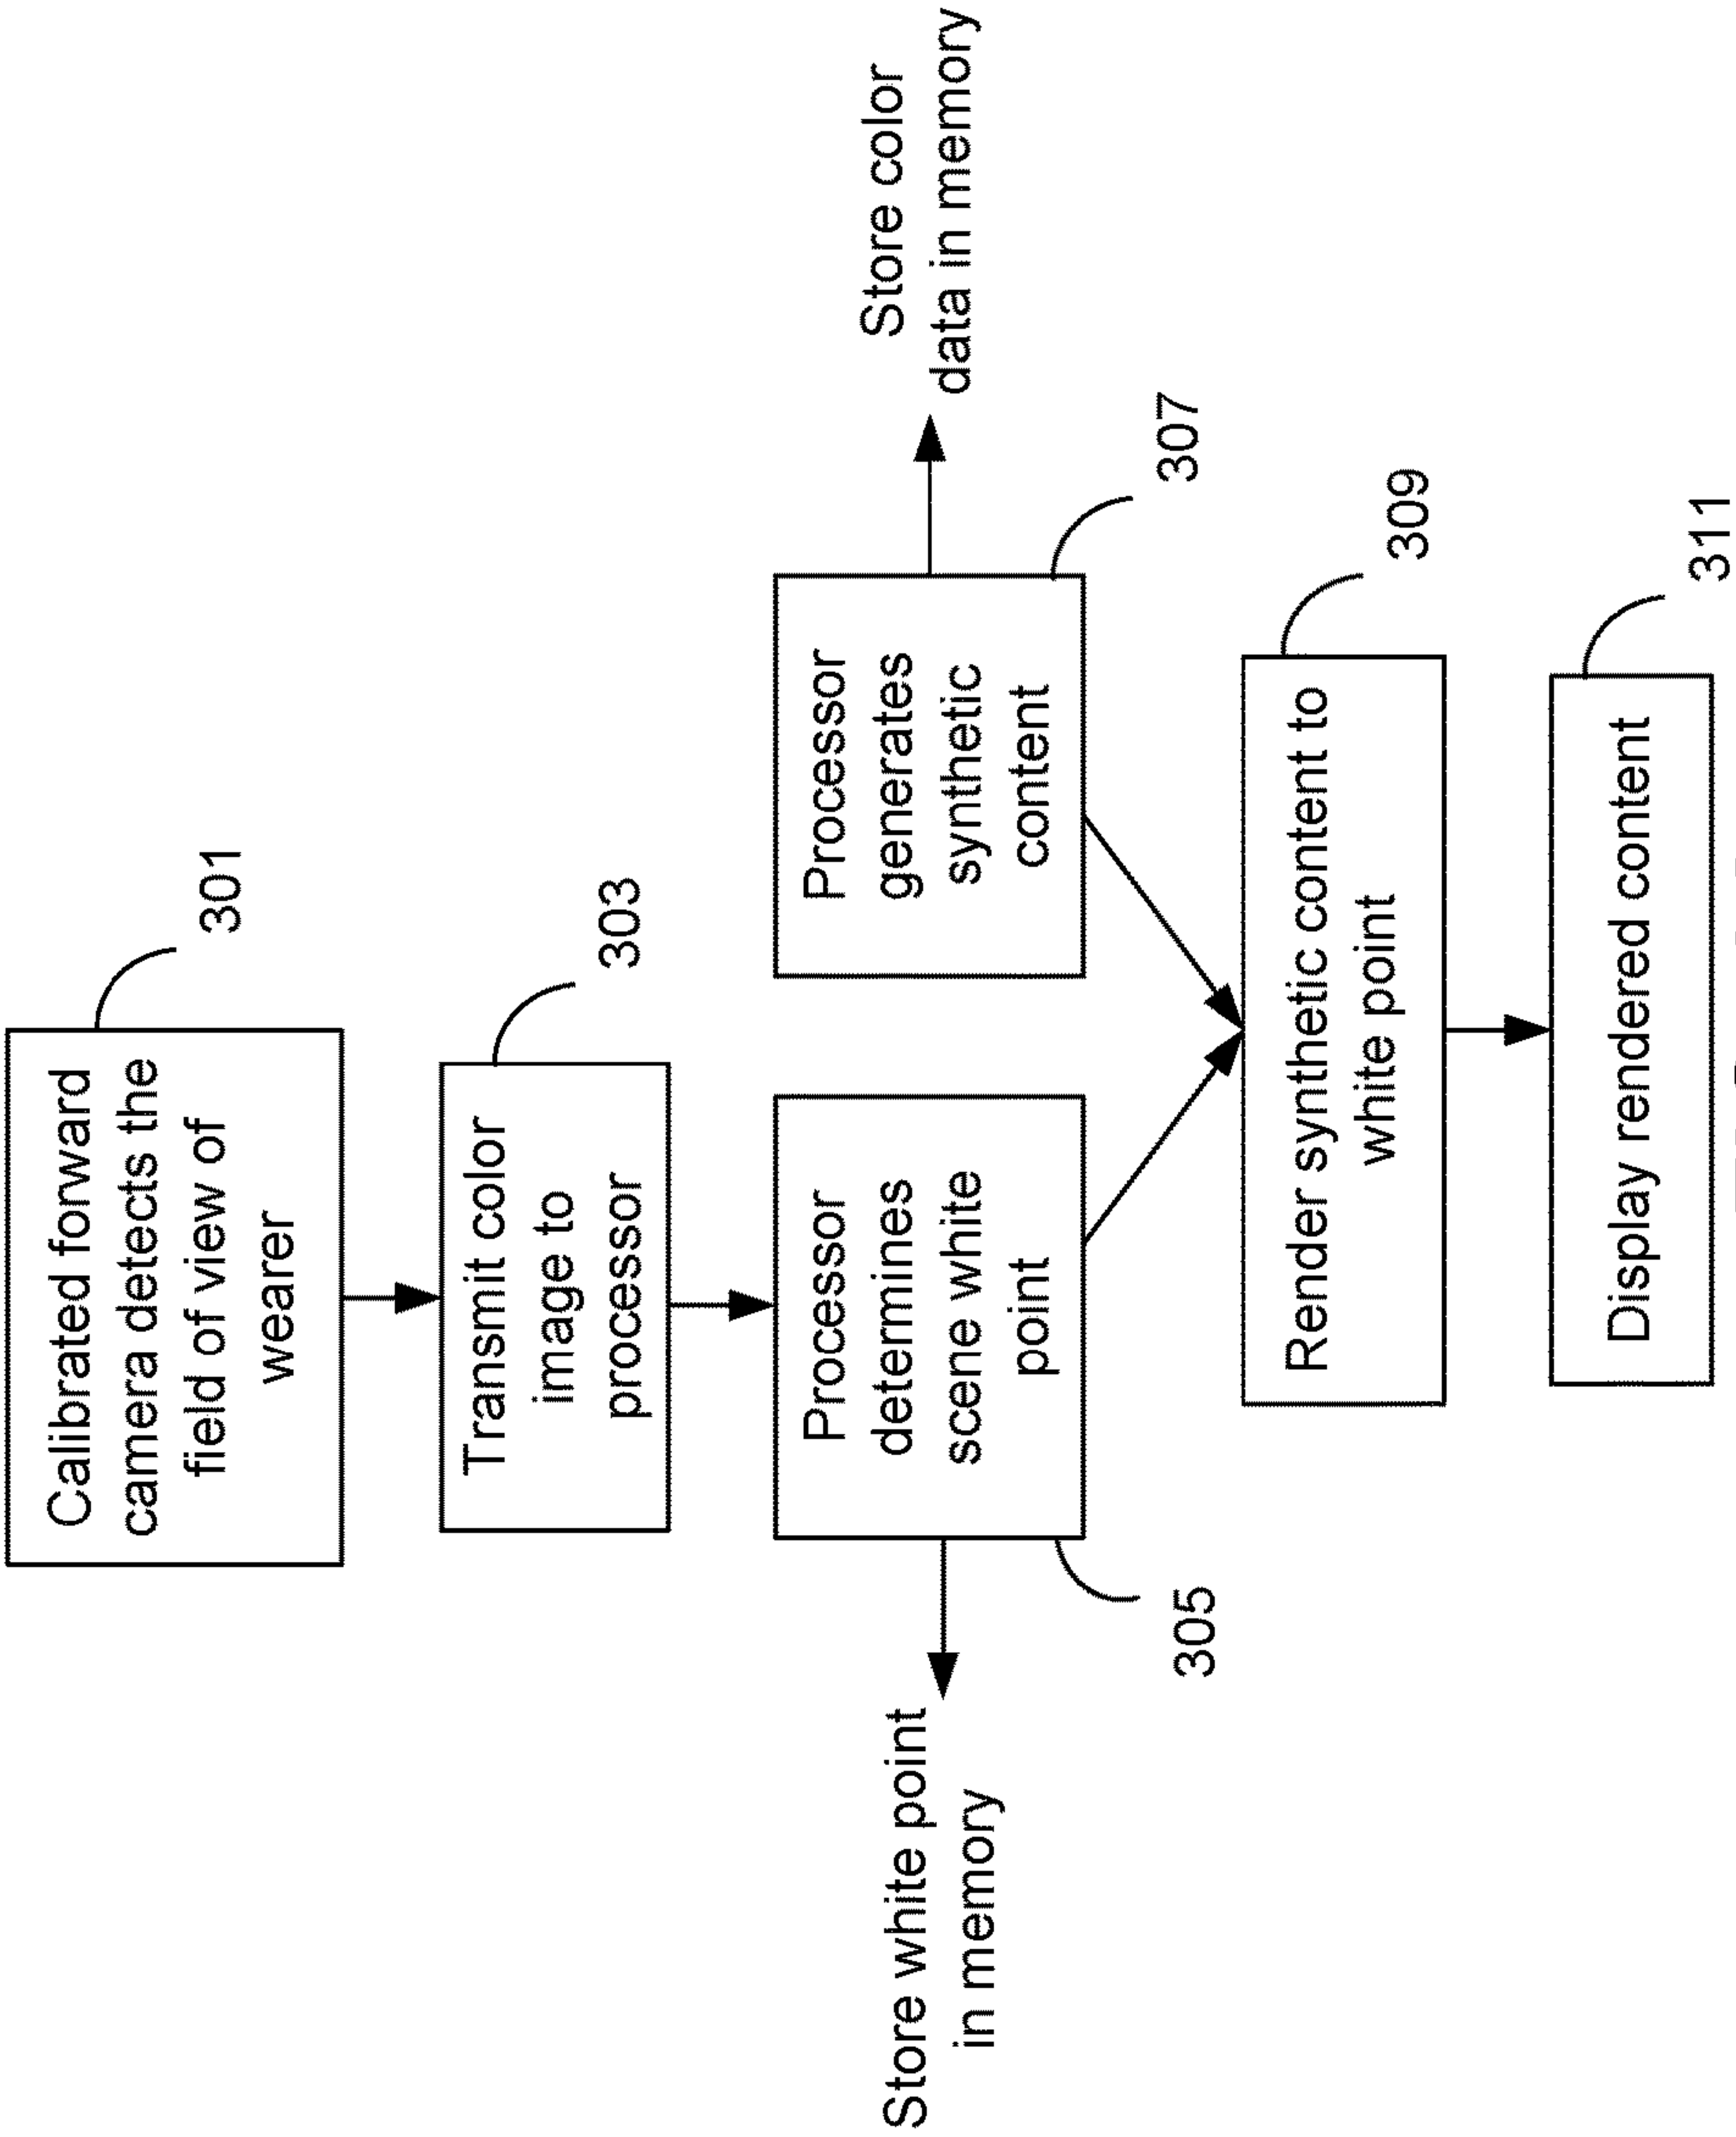 Calibrated forward
camera detects the
field of view of
wearer
301
Transmit color
image to
processor
303
Store white point
in memory
Processor
determines
scene white
point
305
Processor
generates
synthetic
content
307
Store color
data in memory
Render synthetic content to
white point
309
Display rendered content
311